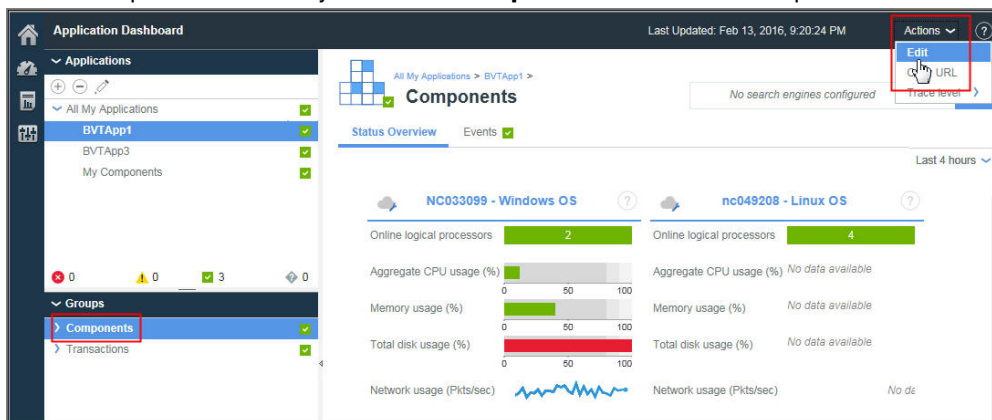 Application Dashboard
Last Updated: Feb 13, 2016, 9:20:24 PM
Actions
?
Edit
URL
Trace level
Applications
All My Applications
BVTApp1
BVTApp3
My Components
0
0
3
0
Groups
Components
Transactions
All My Applications > BVTApp1 >
Components
No search engines configured
Status Overview
Events
Last 4 hours
NC033099 - Windows OS
?
Online logical processors
2
Aggregate CPU usage (%)
0 50 100
Memory usage (%)
0 50 100
Total disk usage (%)
0 50 100
Network usage (Pkts/sec)
nc049208 - Linux OS
?
Online logical processors
4
Aggregate CPU usage (%)
No data available
Memory usage (%)
No data available
Total disk usage (%)
No data available
Network usage (Pkts/sec)
No da